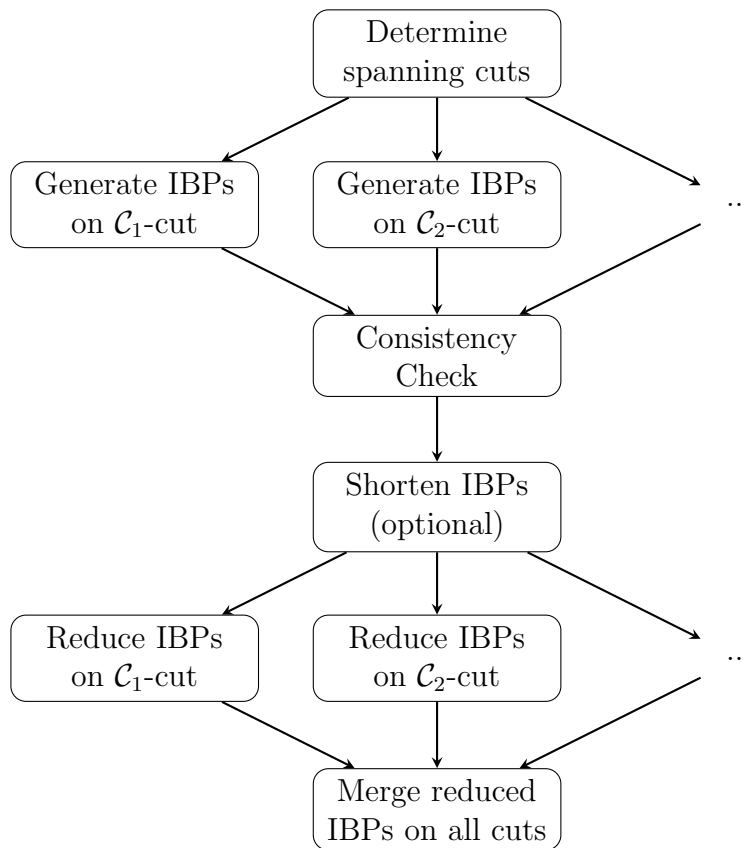 Determine
spanning cuts
Generate IBPs
on 𝒞₁-cut
Generate IBPs
on 𝒞₂-cut
..
Consistency
Check
Shorten IBPs
(optional)
Reduce IBPs
on 𝒞₁-cut
Reduce IBPs
on 𝒞₂-cut
..
Merge reduced
IBPs on all cuts